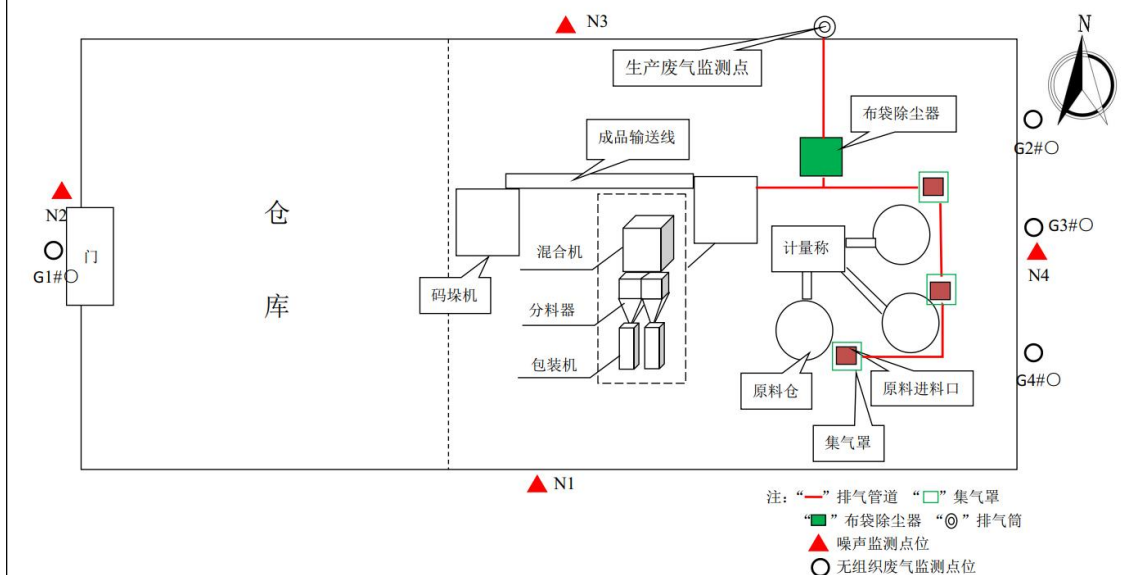 N3
N
生产废气监测点
布袋除尘器
成品输送线
G2#〇
N2
仓
库
混合机
计量称
G3#〇
门
G1#〇
N4
码垛机
分料器
包装机
原料仓
原料进料口
G4#〇
集气罩
N1
注：“—”排气管道 “□”集气罩
“■”布袋除尘器 “◎”排气筒
噪声监测点位
无组织废气监测点位